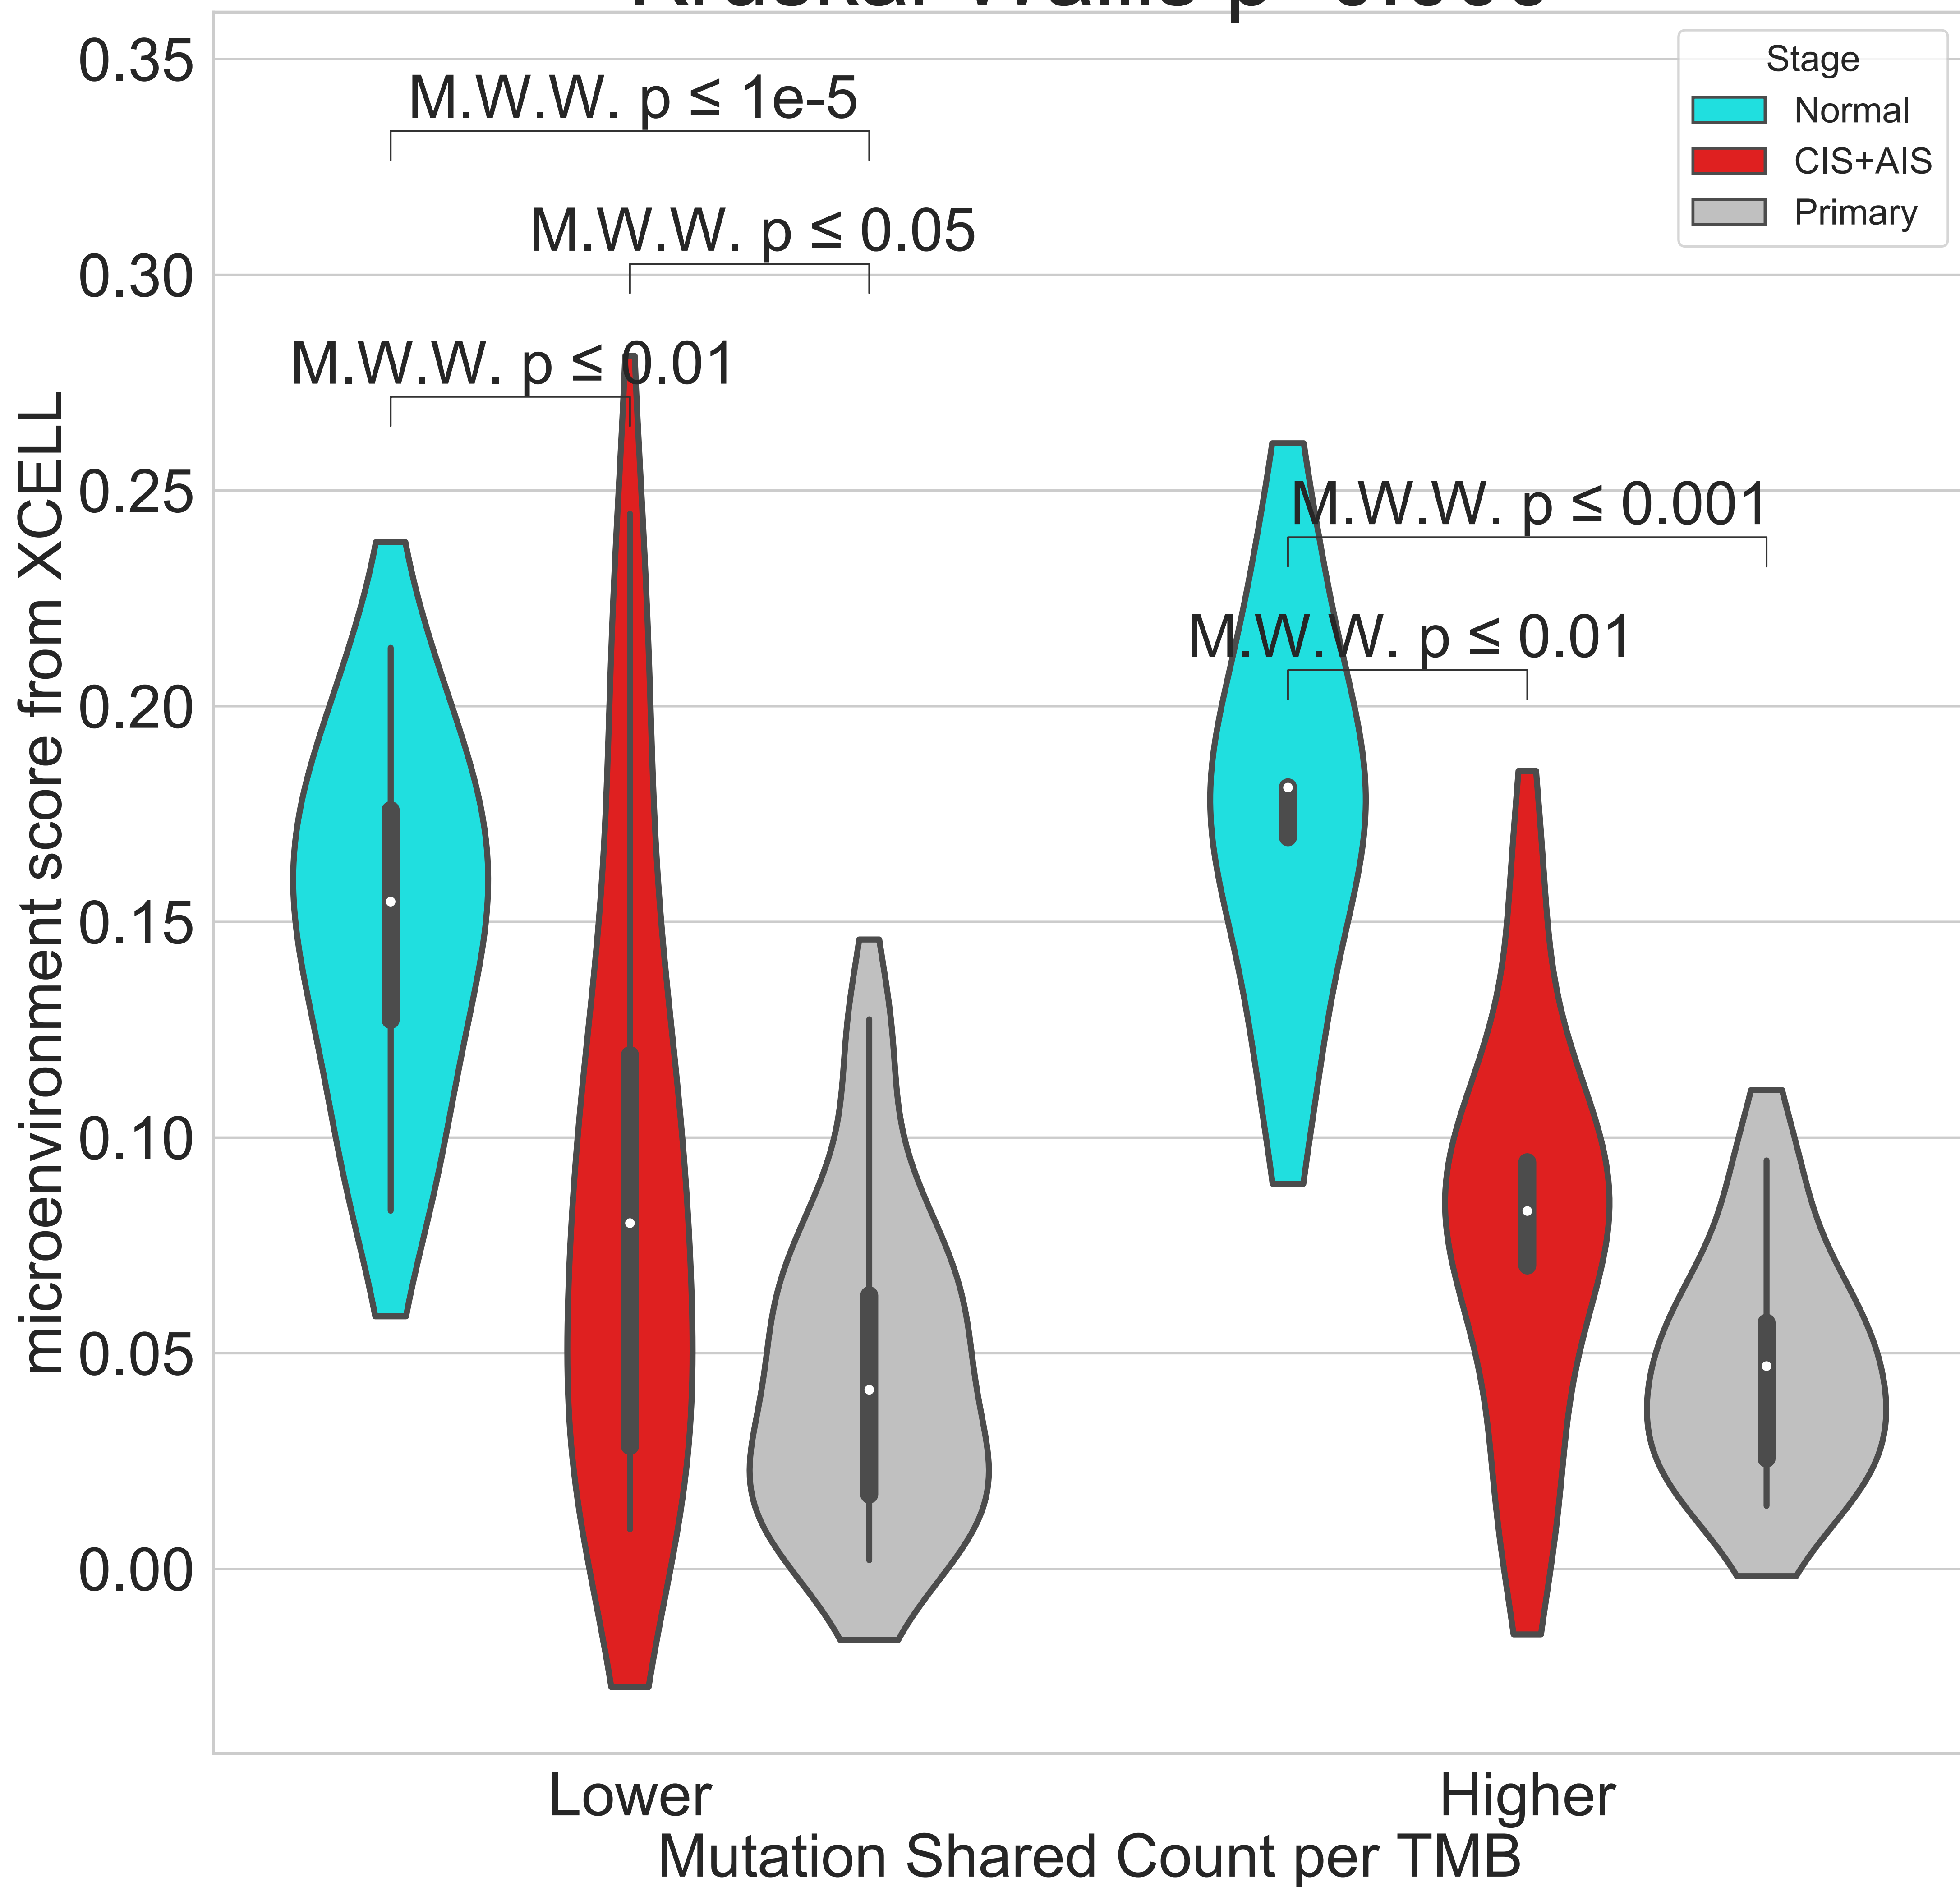 0.35
0.30
0.25
0.20
0.15
0.10
0.05
0.00
microenvironment score from XCELL
M.W.W. p ≤ 1e-5
M.W.W. p ≤ 0.05
M.W.W. p ≤ 0.01
M.W.W. p ≤ 0.001
M.W.W. p ≤ 0.01
Stage
Normal
CIS+AIS
Primary
Lower
Higher
Mutation Shared Count per TMB